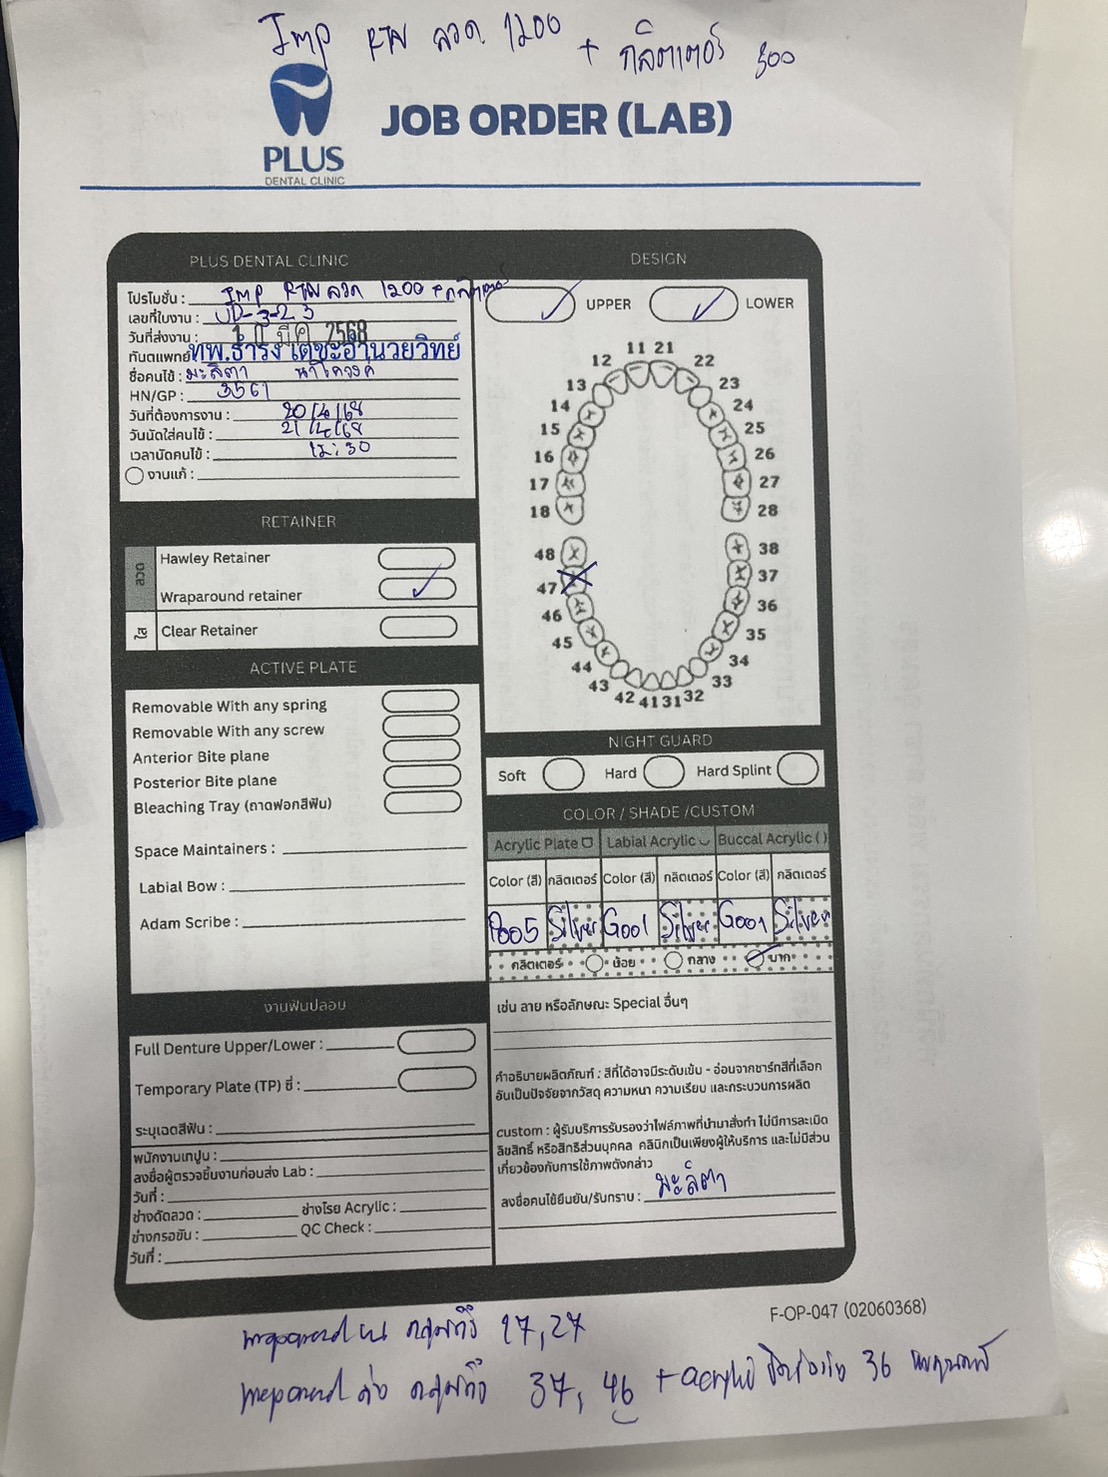 Imp RTN ลวด 1200 + กลิตเตอร์ 300
PLUS
DENTAL CLINIC
JOB ORDER (LAB)
PLUS DENTAL CLINIC
โปรโมชั่น : Imp RTN ลวด 1200 + กลิตเตอร์
เลขที่ใบงาน : UD-3-23
วันที่ส่งงาน : 1 0 มี.ค. 2568
ทันตแพทย์ ทพ.ธำรง เตชะอำนวยวิทย์
ชื่อคนไข้ : มะลิตา
HN/GP : 3561
วันที่ต้องการงาน : 20/4/68
วันนัดใส่คนไข้ : 21/4/68
เวลานัดคนไข้ : 12:30
งานแก้ :
RETAINER
ลวด
Hawley Retainer
Wraparound retainer
ใส
Clear Retainer
ACTIVE PLATE
Removable With any spring
Removable With any screw
Anterior Bite plane
Posterior Bite plane
Bleaching Tray (ถาดฟอกสีฟัน)
Space Maintainers :
Labial Bow :
Adam Scribe :
งานฟันปลอม
Full Denture Upper/Lower :
Temporary Plate (TP) ซี่ :
ระบุเฉดสีฟัน :
พนักงานเทปูน :
ลงชื่อผู้ตรวจชิ้นงานก่อนส่ง Lab :
วันที่ :
ช่างดัดลวด : ช่างโรย Acrylic :
ช่างกรอขัน : QC Check :
วันที่ :
DESIGN
UPPER LOWER
11 21
12 22
13 23
14 24
15 25
16 26
17 27
18 28
48 38
47 37
46 36
45 35
44 34
43 33
42 41 31 32
NIGHT GUARD
Soft Hard Hard Splint
COLOR / SHADE /CUSTOM
Acrylic Plate Labial Acrylic Buccal Acrylic ( )
Color (สี) กลิตเตอร์ Color (สี) กลิตเตอร์ Color (สี) กลิตเตอร์
P005 Silver G001 Silver G001 Silver
กลิตเตอร์ น้อย กลาง มาก
เช่น ลาย หรือลักษณะ Special อื่นๆ
คำอธิบายผลิตภัณฑ์ : สีที่ได้อาจมีระดับเข้ม - อ่อนจากชาร์ทสีที่เลือก
อันเป็นปัจจัยจากวัสดุ ความหนา ความเรียบ และกระบวนการผลิต
custom : ผู้รับบริการรับรองว่าไฟล์ภาพที่นำมาสั่งทำ ไม่มีการละเมิด
ลิขสิทธิ์ หรือสิทธิส่วนบุคคล คลินิกเป็นเพียงผู้ให้บริการ และไม่มีส่วน
เกี่ยวข้องกับการใช้ภาพดังกล่าว
ลงชื่อคนไข้ยืนยัน/รับทราบ : มะลิตา
F-OP-047 (02060368)
wraparound บน 17, 27
wraparound ล่าง 37, 46 + acrylic 36